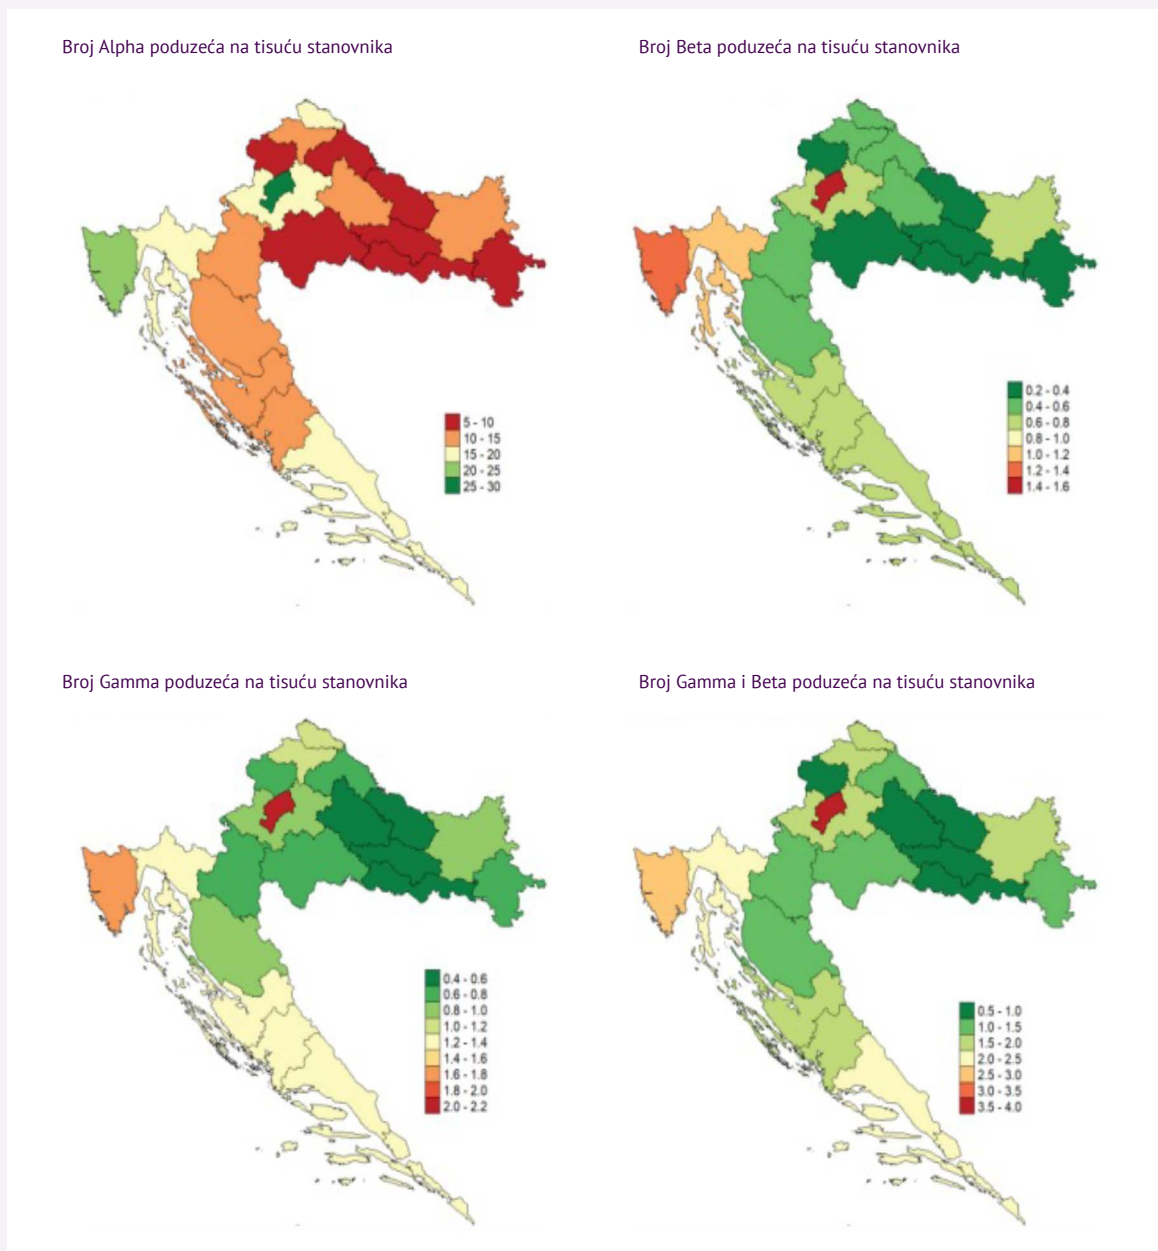 Broj Alpha poduzeća na tisuću stanovnika
Broj Beta poduzeća na tisuću stanovnika
5 - 10
10 - 15
15 - 20
20 - 25
25 - 30
0.2 - 0.4
0.4 - 0.6
0.6 - 0.8
0.8 - 1.0
1.0 - 1.2
1.2 - 1.4
1.4 - 1.6
Broj Gamma poduzeća na tisuću stanovnika
Broj Gamma i Beta poduzeća na tisuću stanovnika
0.4 - 0.6
0.6 - 0.8
0.8 - 1.0
1.0 - 1.2
1.2 - 1.4
1.4 - 1.6
1.6 - 1.8
1.8 - 2.0
2.0 - 2.2
0.5 - 1.0
1.0 - 1.5
1.5 - 2.0
2.0 - 2.5
2.5 - 3.0
3.0 - 3.5
3.5 - 4.0